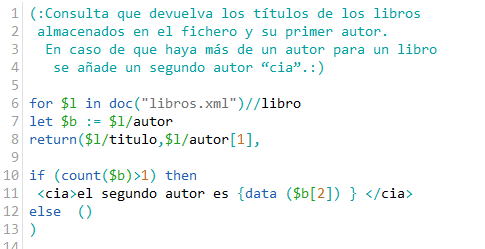 1 (:Consulta que devuelva los títulos de los libros
2 almacenados en el fichero y su primer autor.
3 En caso de que haya más de un autor para un libro
4 se añade un segundo autor “cia”.:)
5
6 for $l in doc("libros.xml")//libro
7 let $b := $l/autor
8 return($l/titulo,$l/autor[1],
9
10 if (count($b)>1) then
11 <cia>el segundo autor es {data ($b[2]) } </cia>
12 else ()
13 )
14